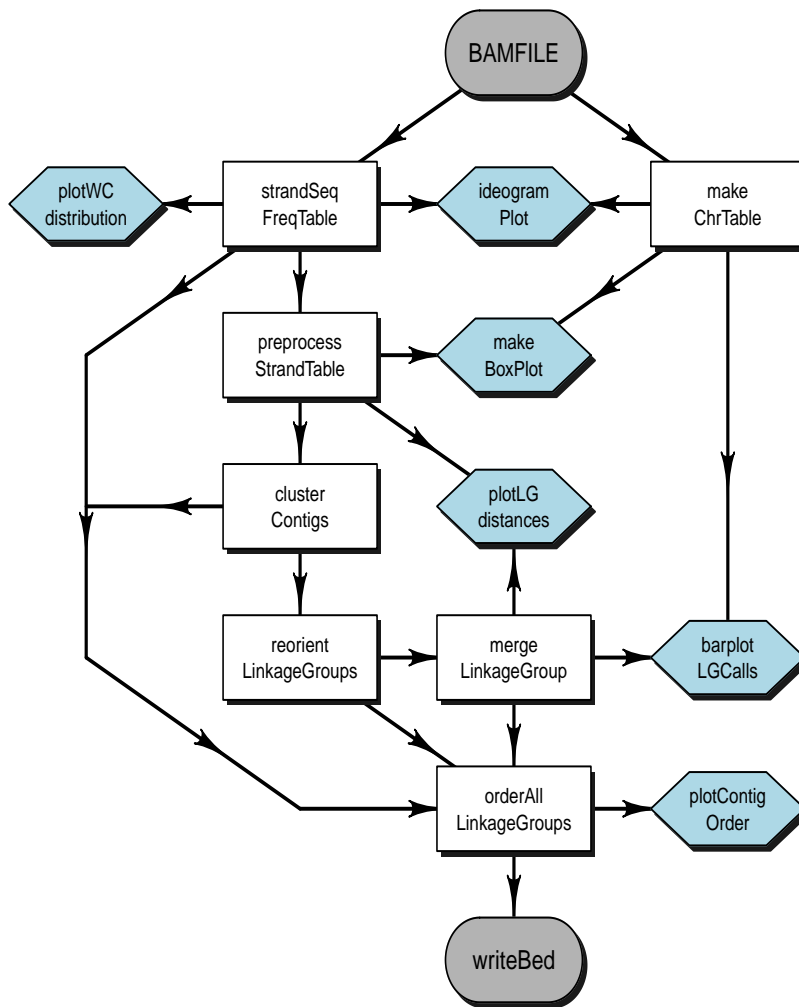 BAMFILE
plotWC
distribution
strandSeq
FreqTable
ideogram
Plot
make
ChrTable
preprocess
StrandTable
make
BoxPlot
cluster
Contigs
plotLG
distances
reorient
LinkageGroups
merge
LinkageGroup
barplot
LGCalls
orderAll
LinkageGroups
plotContig
Order
writeBed